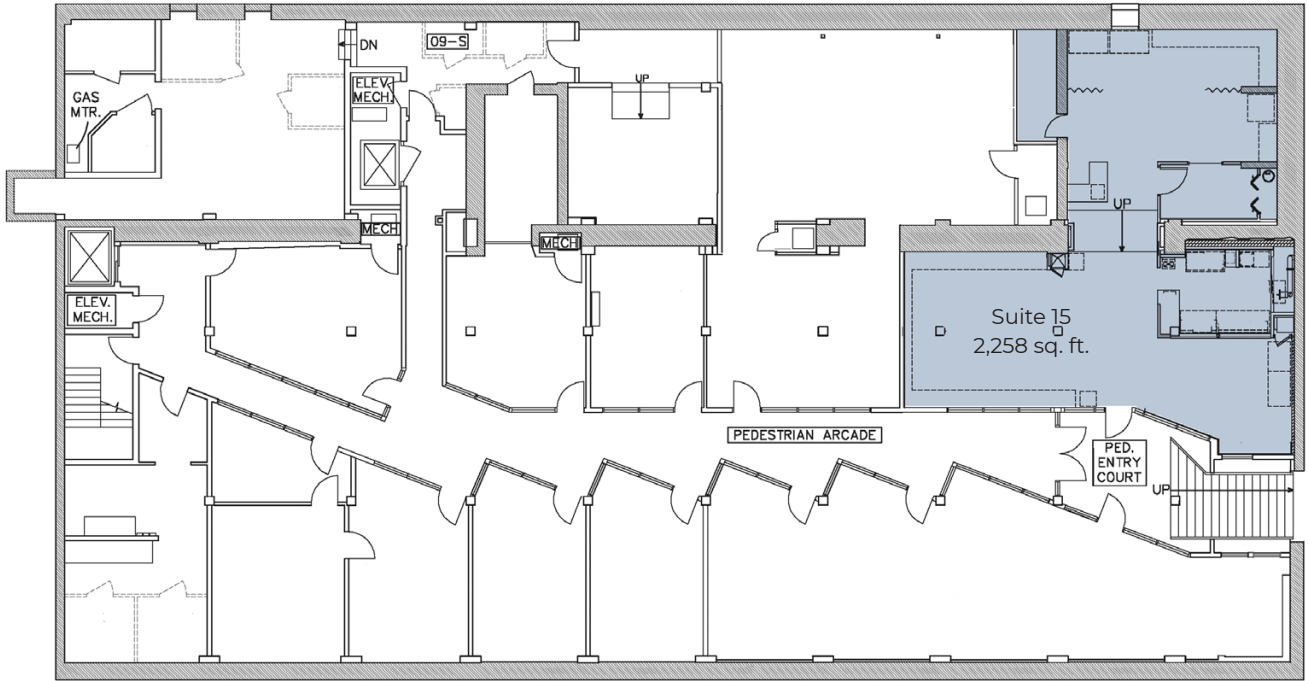 DN
09-S
ELEV.
MECH.
UP
GAS
MTR.
UP
MECH
MECH
ELEV.
MECH.
Suite 15
2,258 sq. ft.
PEDESTRIAN ARCADE
PED.
ENTRY
COURT
UP